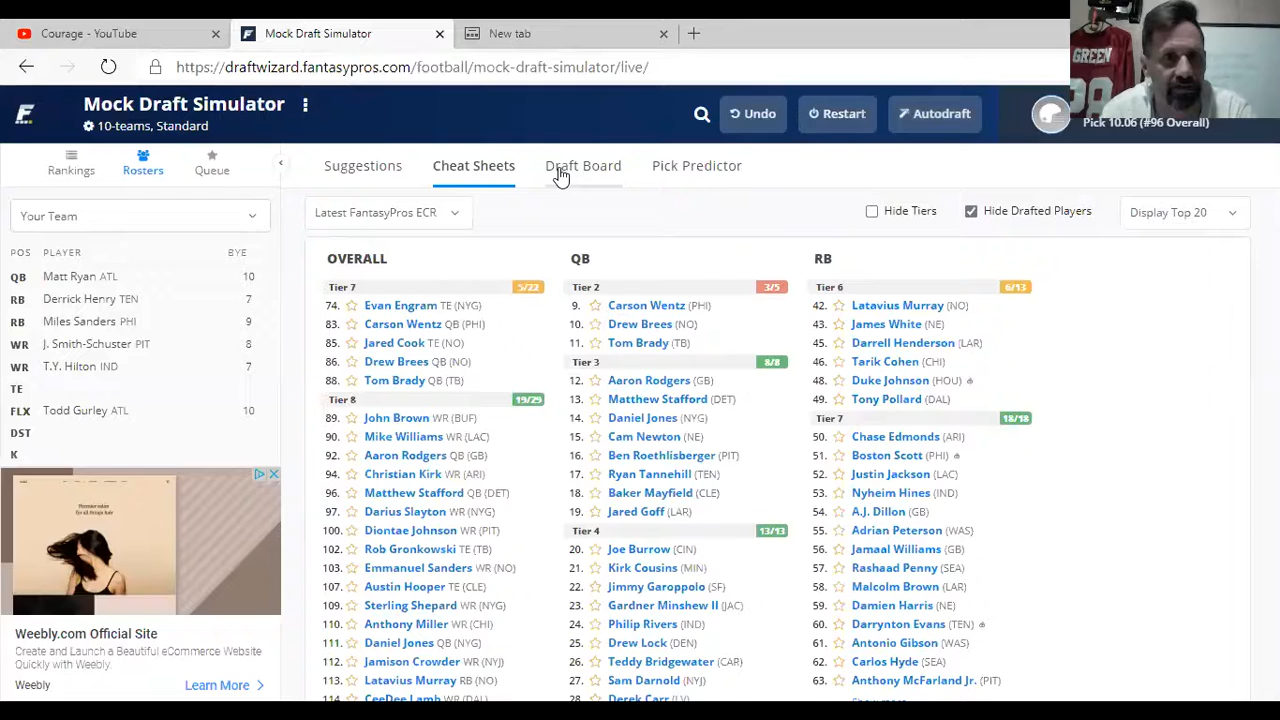 Courage - YouTube
Mock Draft Simulator
New tab
https://draftwizard.fantasypros.com/football/mock-draft-simulator/live/
GREEN
Mock Draft Simulator
10-teams, Standard
Undo
Restart
Autodraft
Pick 10.06 (#96 Overall)
Rankings
Rosters
Queue
Suggestions
Cheat Sheets
Draft Board
Pick Predictor
Your Team
Latest FantasyPros ECR
Hide Tiers
Hide Drafted Players
Display Top 20
POS PLAYER BYE
QB Matt Ryan ATL 10
RB Derrick Henry TEN 7
RB Miles Sanders PHI 9
WR J. Smith-Schuster PIT 8
WR T.Y. Hilton IND 7
TE
FLX Todd Gurley ATL 10
DST
K
Weebly.com Official Site
Create and Launch a Beautiful eCommerce Website
Quickly with Weebly.
Weebly
Learn More
OVERALL
Tier 7 5/22
74. Evan Engram TE (NYG)
83. Carson Wentz QB (PHI)
85. Jared Cook TE (NO)
86. Drew Brees QB (NO)
88. Tom Brady QB (TB)
Tier 8 19/29
89. John Brown WR (BUF)
90. Mike Williams WR (LAC)
92. Aaron Rodgers QB (GB)
94. Christian Kirk WR (ARI)
96. Matthew Stafford QB (DET)
97. Darius Slayton WR (NYG)
100. Diontae Johnson WR (PIT)
102. Rob Gronkowski TE (TB)
103. Emmanuel Sanders WR (NO)
107. Austin Hooper TE (CLE)
109. Sterling Shepard WR (NYG)
110. Anthony Miller WR (CHI)
111. Daniel Jones QB (NYG)
112. Jamison Crowder WR (NYJ)
113. Latavius Murray RB (NO)
114. CeeDee Lamb WR (DAL)
QB
Tier 2 3/5
9. Carson Wentz (PHI)
10. Drew Brees (NO)
11. Tom Brady (TB)
Tier 3 8/8
12. Aaron Rodgers (GB)
13. Matthew Stafford (DET)
14. Daniel Jones (NYG)
15. Cam Newton (NE)
16. Ben Roethlisberger (PIT)
17. Ryan Tannehill (TEN)
18. Baker Mayfield (CLE)
19. Jared Goff (LAR)
Tier 4 13/13
20. Joe Burrow (CIN)
21. Kirk Cousins (MIN)
22. Jimmy Garoppolo (SF)
23. Gardner Minshew II (JAC)
24. Philip Rivers (IND)
25. Drew Lock (DEN)
26. Teddy Bridgewater (CAR)
27. Sam Darnold (NYJ)
28. Derek Carr (LV)
RB
Tier 6 6/13
42. Latavius Murray (NO)
43. James White (NE)
45. Darrell Henderson (LAR)
46. Tarik Cohen (CHI)
48. Duke Johnson (HOU)
49. Tony Pollard (DAL)
Tier 7 18/18
50. Chase Edmonds (ARI)
51. Boston Scott (PHI)
52. Justin Jackson (LAC)
53. Nyheim Hines (IND)
54. A.J. Dillon (GB)
55. Adrian Peterson (WAS)
56. Jamaal Williams (GB)
57. Rashaad Penny (SEA)
58. Malcolm Brown (LAR)
59. Damien Harris (NE)
60. Darrynton Evans (TEN)
61. Antonio Gibson (WAS)
62. Carlos Hyde (SEA)
63. Anthony McFarland Jr. (PIT)